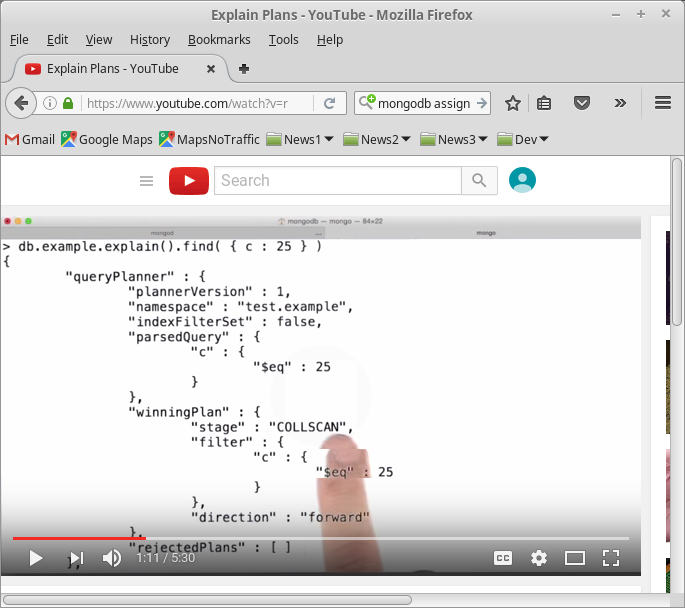 Explain Plans - YouTube - Mozilla Firefox
File Edit View History Bookmarks Tools Help
Explain Plans - YouTube
https://www.youtube.com/watch?v=r mongodb assign
Gmail Google Maps MapsNoTraffic News1 News2 News3 Dev
Search
mongodb — mongo — 84×22
mongod mongo
> db.example.explain().find( { c : 25 } )
{
"queryPlanner" : {
"plannerVersion" : 1,
"namespace" : "test.example",
"indexFilterSet" : false,
"parsedQuery" : {
"c" : {
"$eq" : 25
}
},
"winningPlan" : {
"stage" : "COLLSCAN",
"filter" : {
"c" : {
"$eq" : 25
}
},
"direction" : "forward"
},
"rejectedPlans" : [ ]
},
1:11 / 5:30 CC